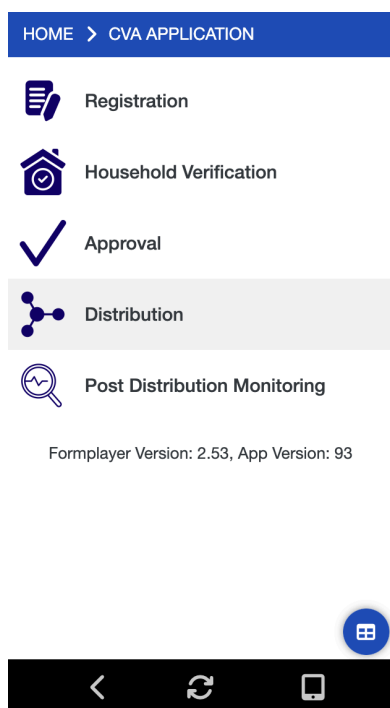 HOME > CVA APPLICATION
Registration
Household Verification
Approval
Distribution
Post Distribution Monitoring
Formplayer Version: 2.53, App Version: 93